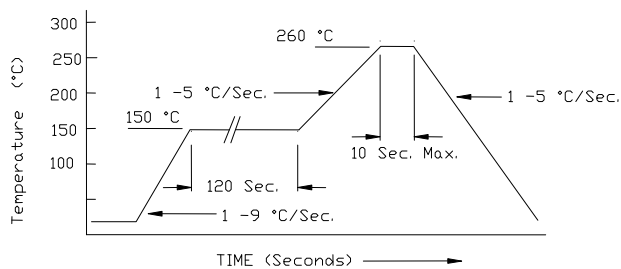 300
260 °C
250
Temperature (°C)
200
1 -5 °C/Sec.
1 -5 °C/Sec.
150 °C
150
10 Sec. Max.
100
120 Sec.
1 -9 °C/Sec.
TIME (Seconds)